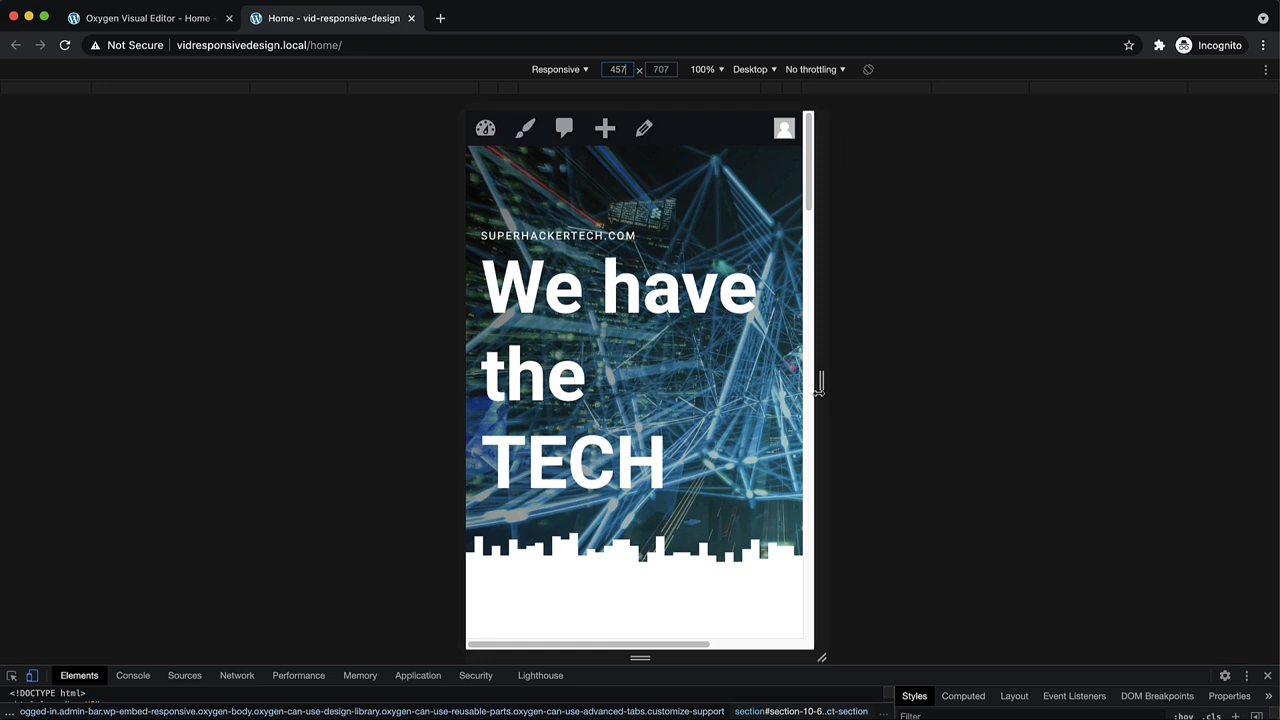 Oxygen Visual Editor - Home -
Home - vid-responsive-design
Not Secure
vidresponsivedesign.local/home/
Incognito
Responsive
457
×
707
100%
Desktop
No throttling
SUPERHACKERTECH.COM
We have
the
TECH
Elements
Console
Sources
Network
Performance
Memory
Application
Security
Lighthouse
<!DOCTYPE html>
Styles
Computed
Layout
Event Listeners
DOM Breakpoints
Properties
»
... ogged-in.admin-bar.wp-embed-responsive.oxygen-body.oxygen-can-use-design-library.oxygen-can-use-reusable-parts.oxygen-can-use-advanced-tabs.customize-support
section#section-10-6..ct-section
...
Filter
:hov .cls +